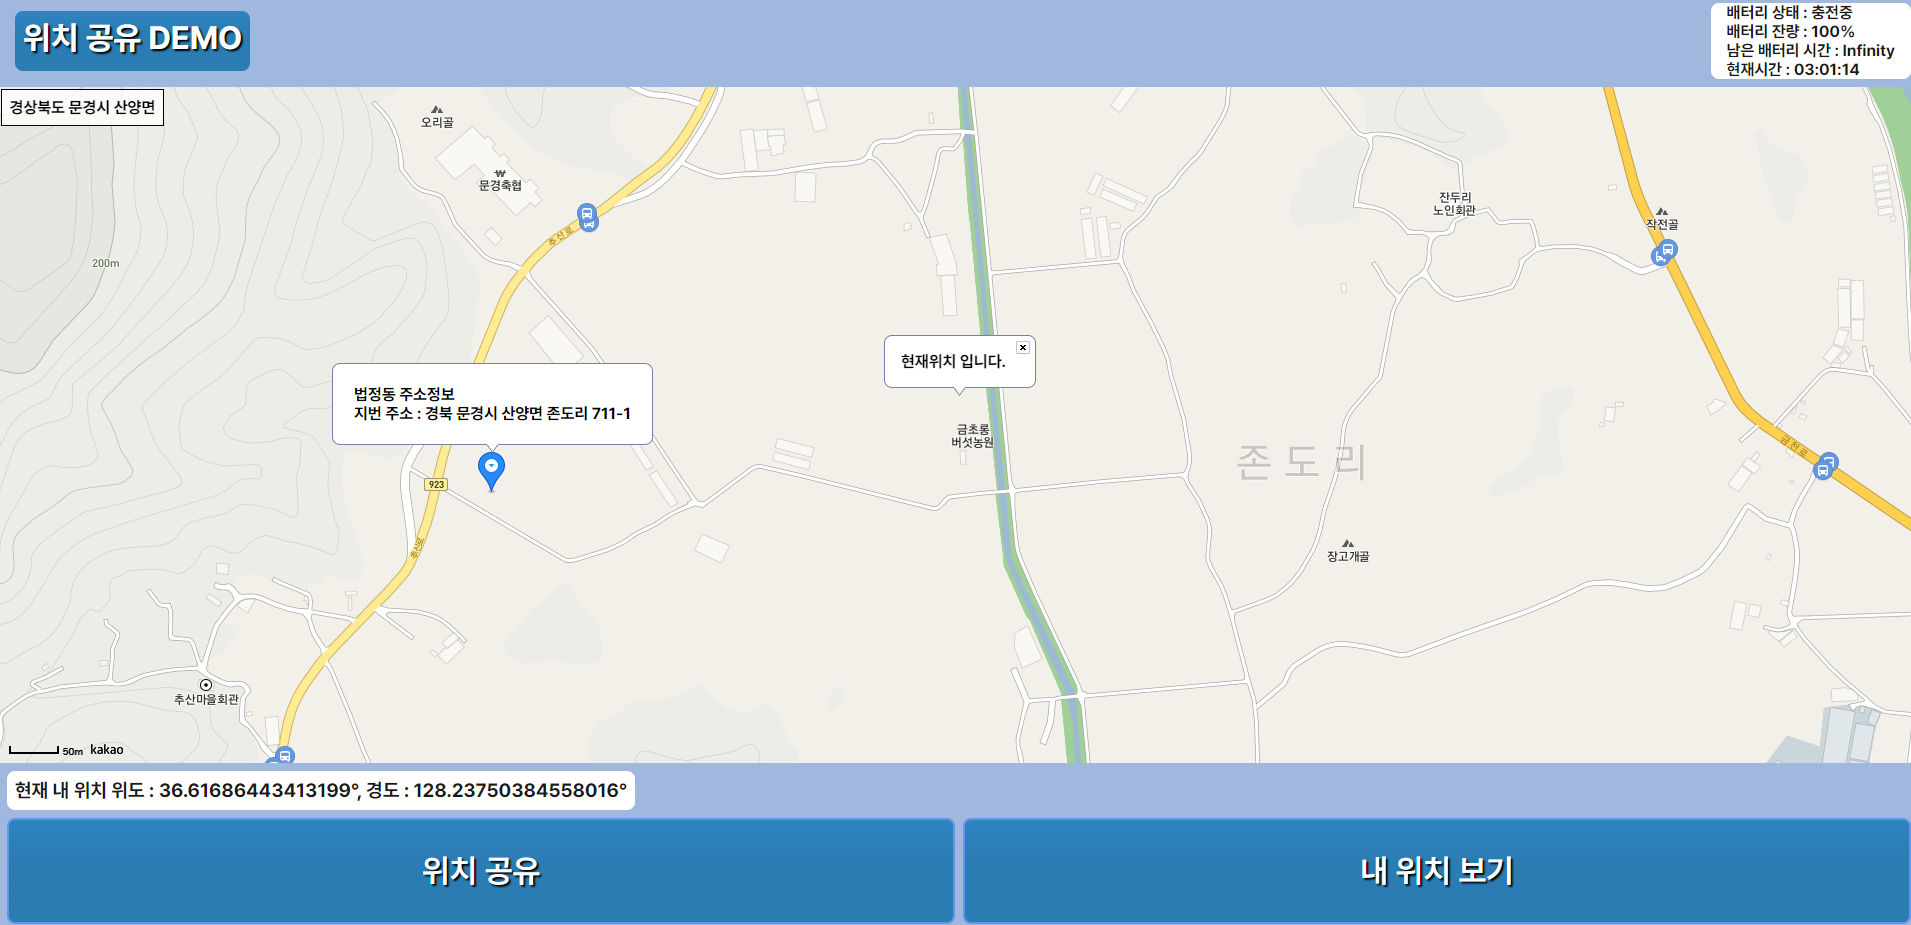 위치 공유 DEMO
배터리 상태 : 충전중
배터리 잔량 : 100%
남은 배터리 시간 : Infinity
현재시간 : 03:01:14
경상북도 문경시 산양면
오리골
문경축협
추산로
200m
잔두리
노인회관
작전골
현재위치 입니다.
법정동 주소정보
지번 주소 : 경북 문경시 산양면 존도리 711-1
금초롱
버섯농원
존도리
금천로
923
추산로
장고개골
추산마을회관
50m kakao
현재 내 위치 위도 : 36.61686443413199°, 경도 : 128.23750384558016°
위치 공유
내 위치 보기